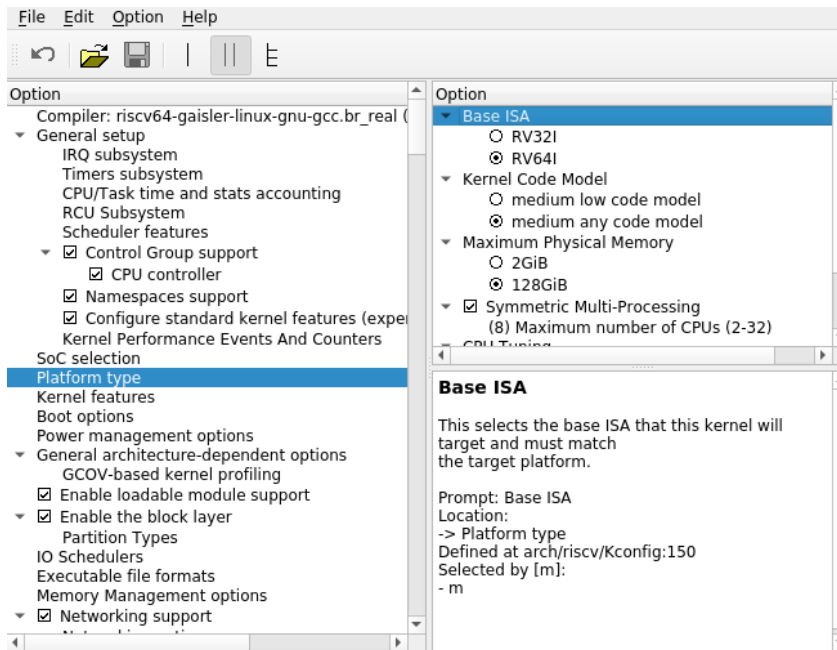 File Edit Option Help
Option
Compiler: riscv64-gaisler-linux-gnu-gcc.br_real (
General setup
IRQ subsystem
Timers subsystem
CPU/Task time and stats accounting
RCU Subsystem
Scheduler features
Control Group support
CPU controller
Namespaces support
Configure standard kernel features (expe
Kernel Performance Events And Counters
SoC selection
Platform type
Kernel features
Boot options
Power management options
General architecture-dependent options
GCOV-based kernel profiling
Enable loadable module support
Enable the block layer
Partition Types
IO Schedulers
Executable file formats
Memory Management options
Networking support
Option
Base ISA
RV32I
RV64I
Kernel Code Model
medium low code model
medium any code model
Maximum Physical Memory
2GiB
128GiB
Symmetric Multi-Processing
(8) Maximum number of CPUs (2-32)
CPU Tuning
Base ISA
This selects the base ISA that this kernel will
target and must match
the target platform.
Prompt: Base ISA
Location:
-> Platform type
Defined at arch/riscv/Kconfig:150
Selected by [m]:
- m